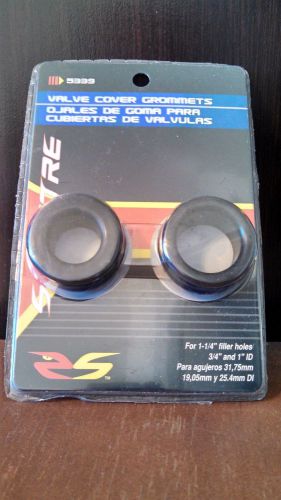 5339
VALVE COVER GROMMETS
OJALES DE GOMA PARA
CUBIERTAS DE VALVULAS
For 1-1/4" filler holes
3/4" and 1" ID
Para agujeros 31,75mm
19,05mm y 25.4mm DI
TM